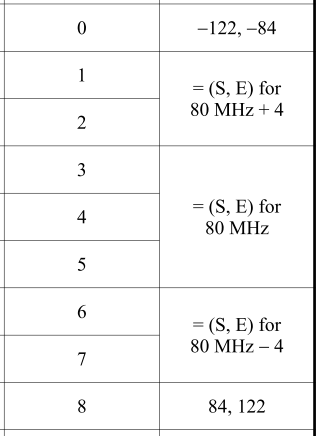 0 −122, −84
1
= (S, E) for
80 MHz + 4
2
3
= (S, E) for
80 MHz
4
5
6
= (S, E) for
80 MHz − 4
7
8 84, 122